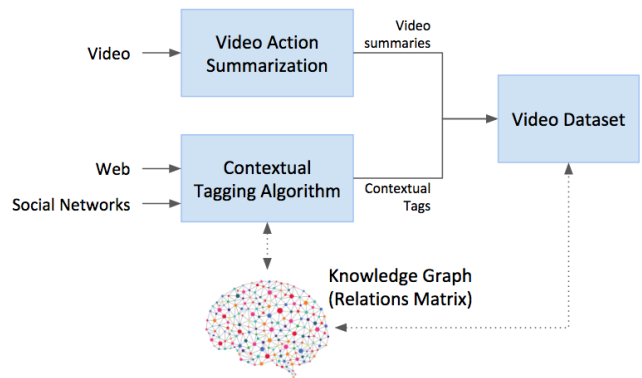 Video
Video Action
Summarization
Video
summaries
Video Dataset
Web
Social Networks
Contextual
Tagging Algorithm
Contextual
Tags
Knowledge Graph
(Relations Matrix)